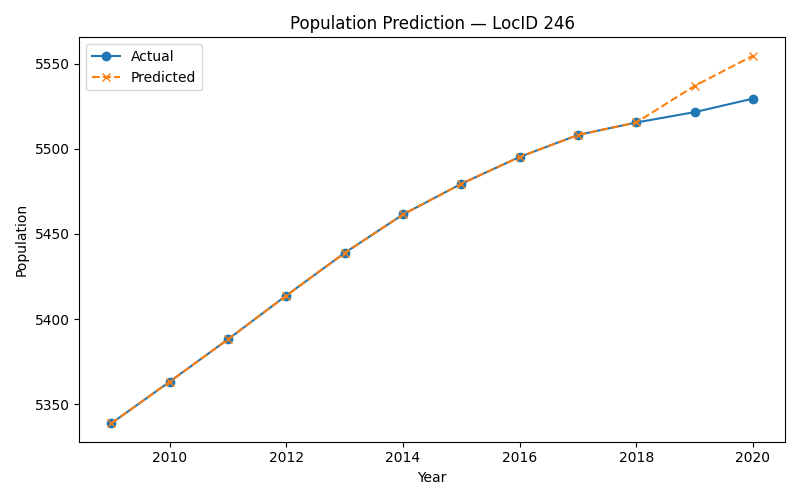 Population Prediction — LocID 246
Actual
Predicted
Population
5550
5500
5450
5400
5350
2010 2012 2014 2016 2018 2020
Year